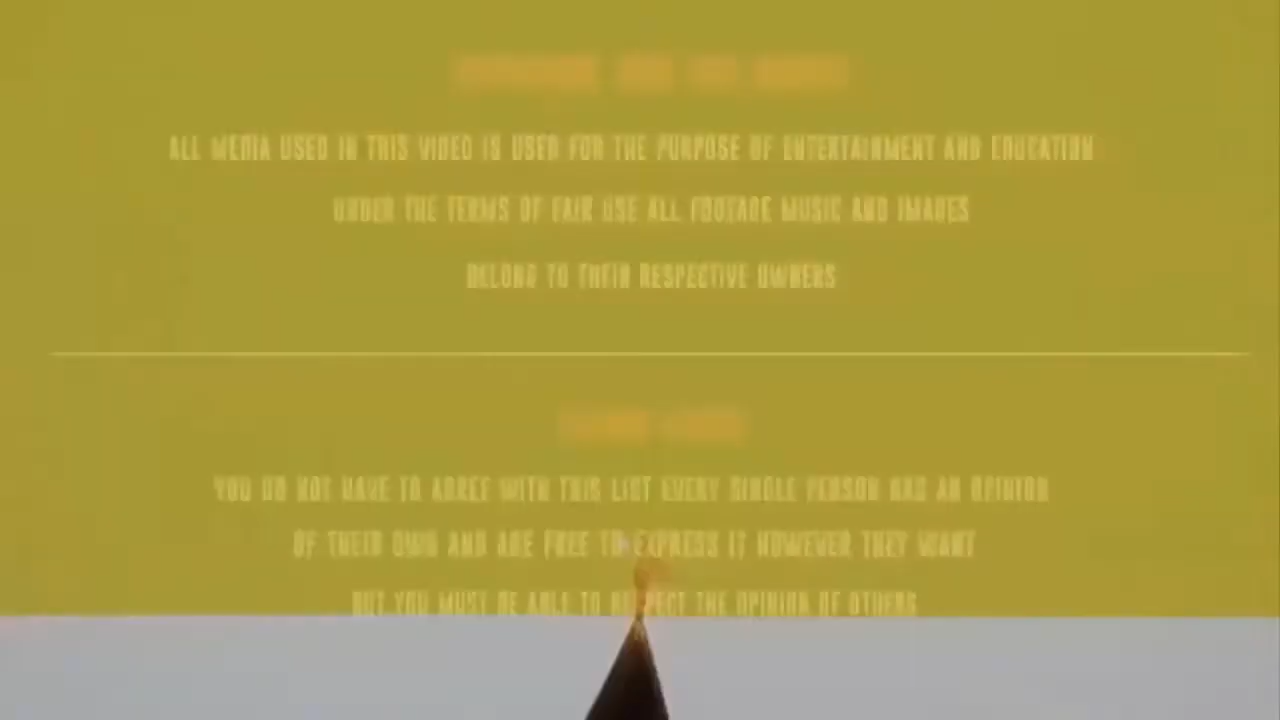 ALL MEDIA USED IN THIS VIDEO IS USED FOR THE PURPOSE OF ENTERTAINMENT AND EDUCATION
UNDER THE TERMS OF FAIR USE ALL FOOTAGE MUSIC AND IMAGES
BELONG TO THEIR RESPECTIVE OWNERS
YOU DO NOT HAVE TO AGREE WITH THIS LIST EVERY SINGLE PERSON HAS AN OPINION
OF THEIR OWN AND ARE FREE TO EXPRESS IT HOWEVER THEY WANT
BUT YOU MUST BE ABLE TO RESPECT THE OPINION OF OTHERS